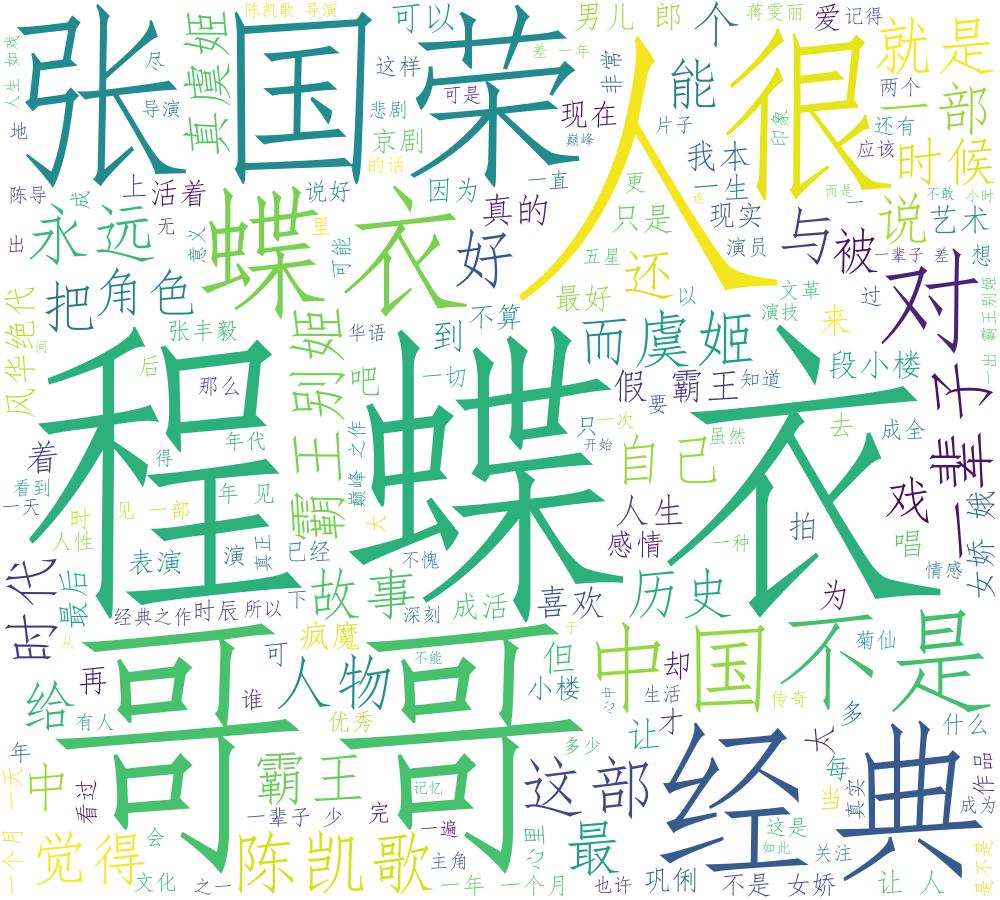 陈凯歌 导演
可以
男儿 郎
个
蒋雯丽
爱
记得
人生 如戏
张国荣
尽
真虞姬
这样
差 一年
非常
能
人
很
就是
两个
一部
地
导演
悲剧
可是
现在
巅峰
片子
印象
还有
应该
时候
京剧
的话
我本
陈导
成
上活着
说好
因为
一直
更
一生
连
而是
一
不敢
小时
出
永远
无
意义
蝶衣
里
可能
好
真的
只是
现实
演员
与
被
说
艺术
一辈子 差
想
五星
还
把
角色
最好
以
文革
演技
来
过
对
霸王别姬
一出
风华绝代
间
张丰毅
霸王别姬
华语
到
不算
而
虞姬
段小楼
后
那么
吧
一切
假
霸王
知道
要
程蝶衣
年代
得
之作
巅峰
只
一次
开始
虽然
自己
去
成全
一辈子
着
看到
一天
年
见
见
一部
时
人性
大
人生
感情
拍
一种
戏
唱
女娇娥
情感
表演
演
真正
已经
不愧
时代
最后
经典之作
时辰
所以
下
故事
深刻
成活
喜欢
历史
为
从
哥哥
疯魔
可
人物
不能
于
但
小楼
中国
却
不是
菊仙
给
再
有人
谁
优秀
心中
生活
才
传奇
多少
让
太
多
什么
年
中
看过
一天
一个月
霸王
记忆
一辈子 少
完
一遍
这部
经典
每
当
真实
作品
成为
觉得
会
文化
之一
陈凯歌
主角
一年
一个月
心里
最
也许
巩俐
这是
如此
关注
不是 女娇
让 人
是不是